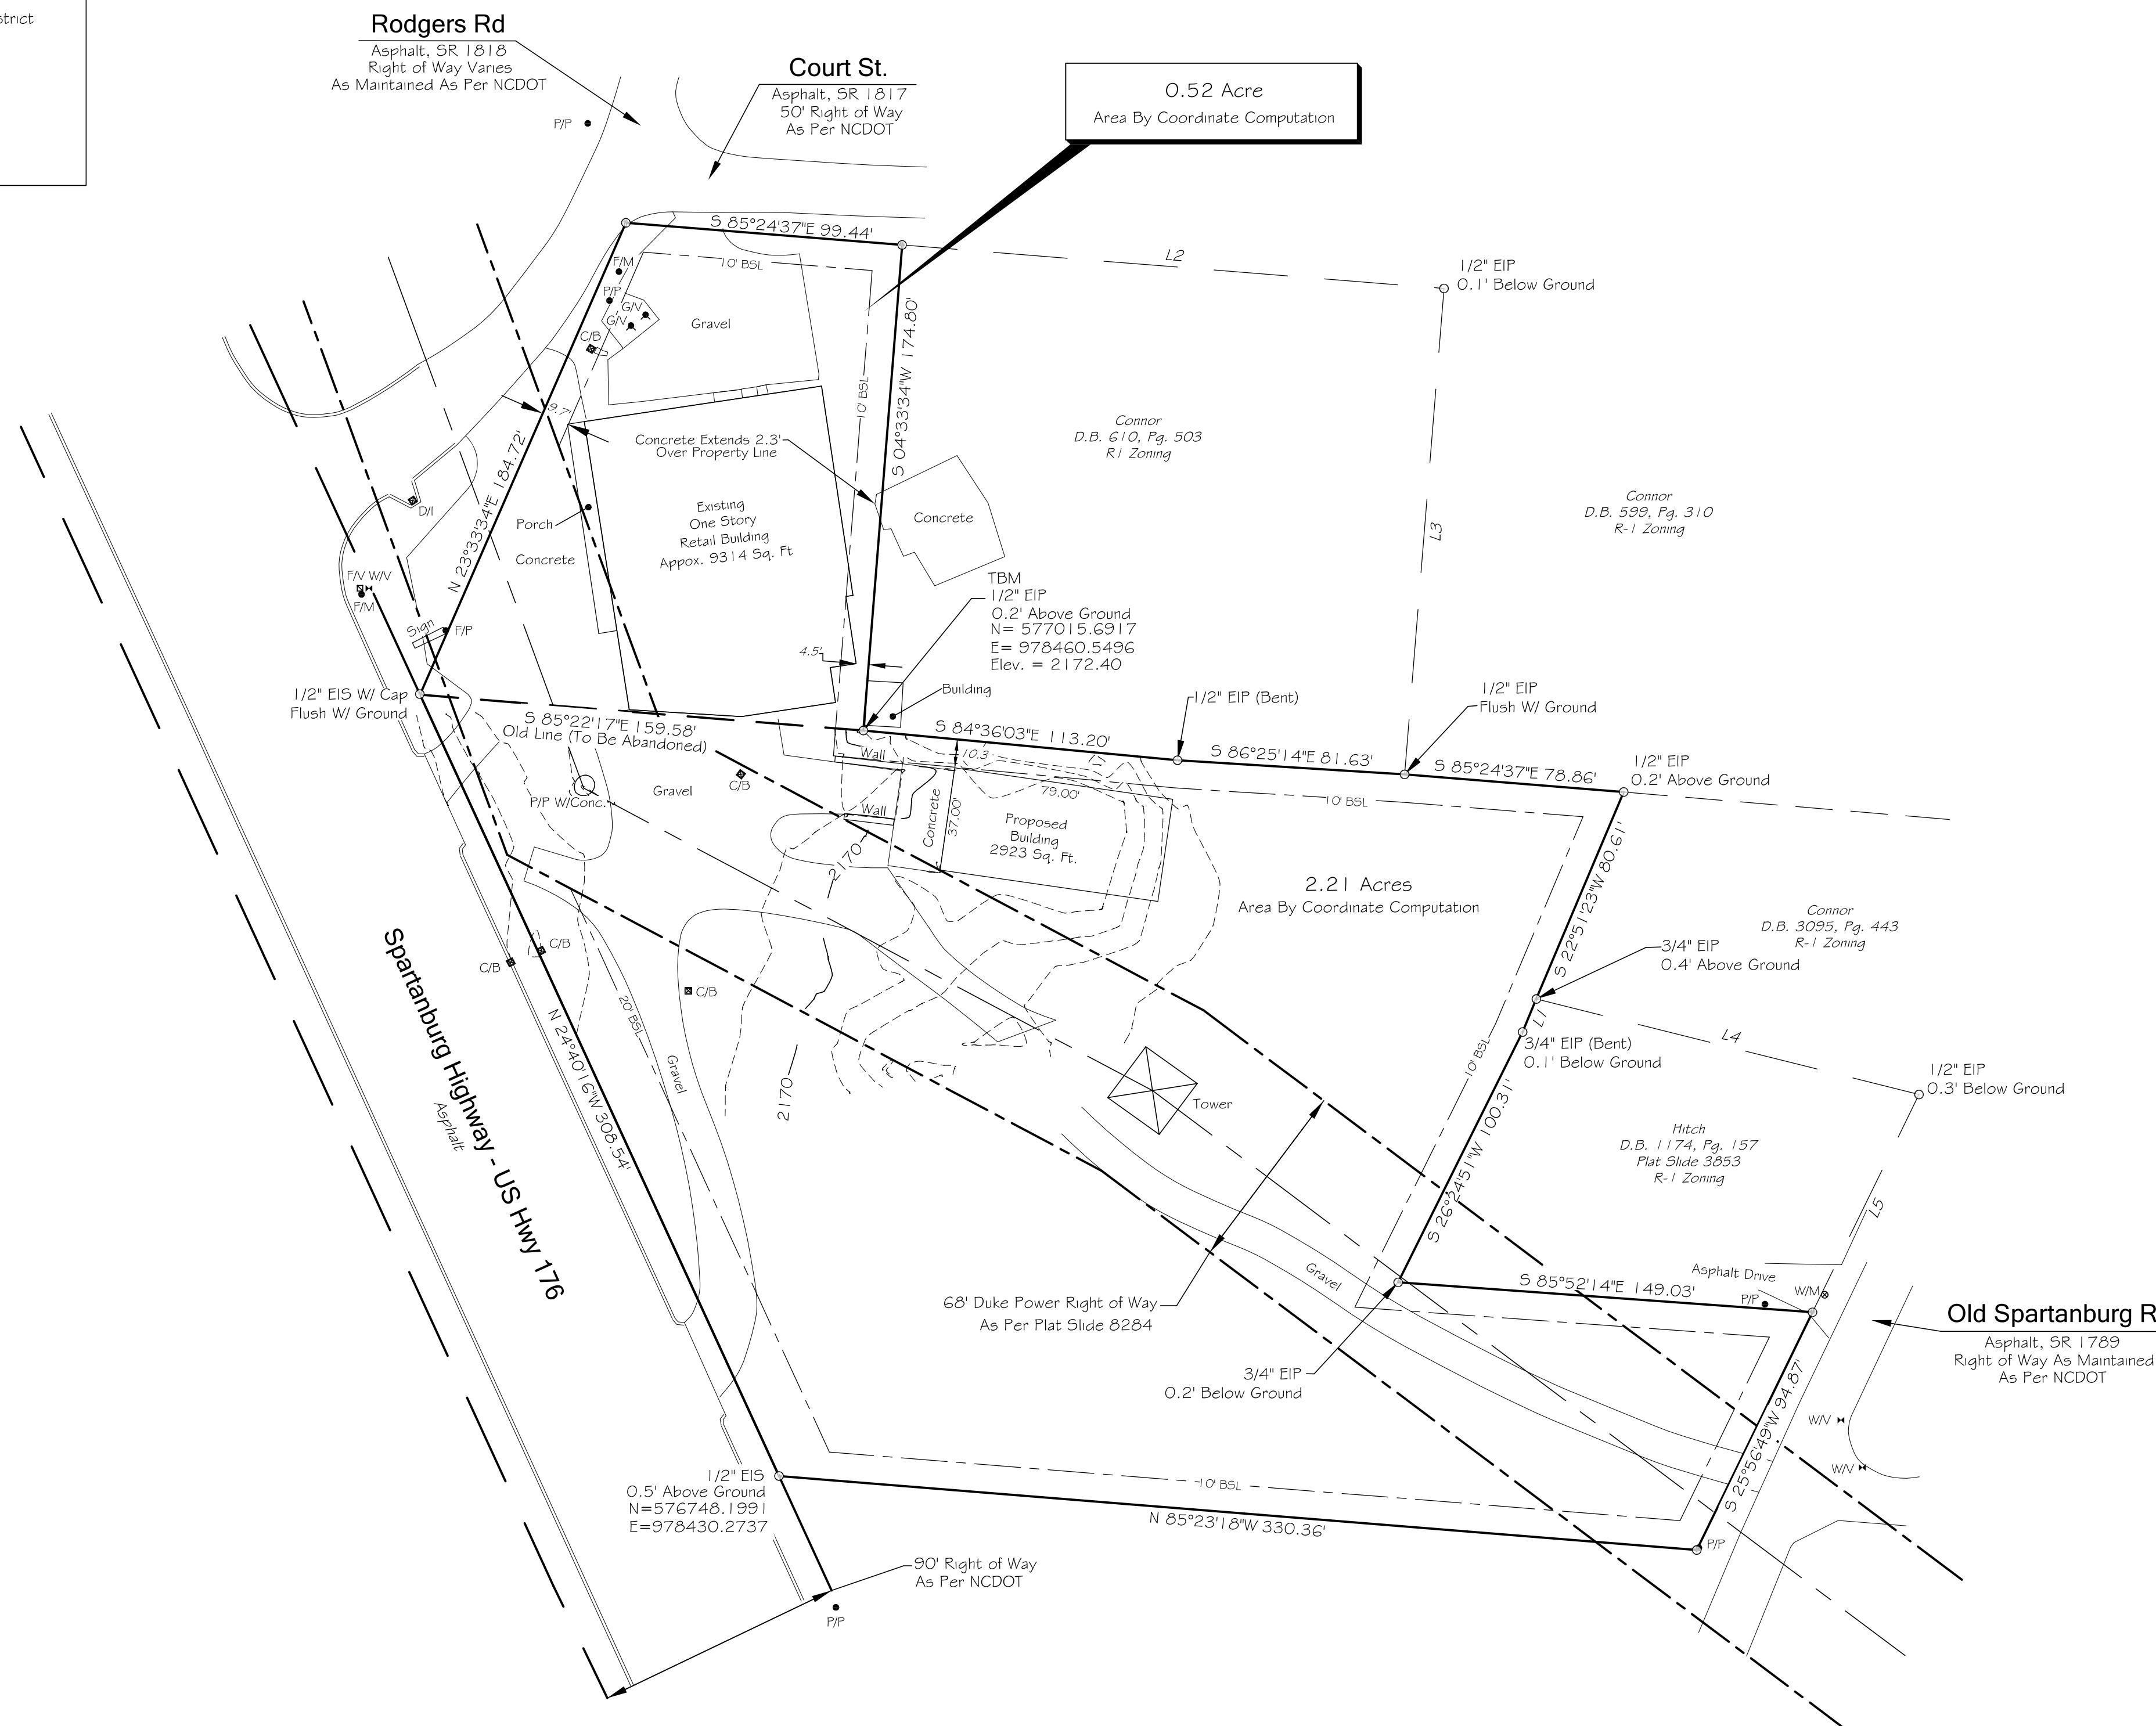 strict
Rodgers Rd
Asphalt, SR 1818
Right of Way Varies
As Maintained As Per NCDOT
P/P
Court St.
Asphalt, SR 1817
50' Right of Way
As Per NCDOT
0.52 Acre
Area By Coordinate Computation
S 85°24'37"E 99.44'
10' BSL
F/M
P/P
G/V
G/V
C/B
Gravel
L2
1/2" EIP
0.1' Below Ground
S 04°33'34"W 174.80'
10' BSL
9.7'
N 23°33'34"E 184.72'
Concrete Extends 2.3'
Over Property Line
Connor
D.B. 610, Pg. 503
R1 Zoning
Connor
D.B. 599, Pg. 310
R-1 Zoning
L3
D/I
Porch
Concrete
Existing
One Story
Retail Building
Appox. 9314 Sq. Ft
Concrete
F/V W/V
F/M
Sign
F/P
TBM
1/2" EIP
0.2' Above Ground
N= 577015.6917
E= 978460.5496
Elev. = 2172.40
4.5'
Building
1/2" EIS W/ Cap
Flush W/ Ground
S 85°22'17"E 159.58'
Old Line (To Be Abandoned)
1/2" EIP (Bent)
1/2" EIP
Flush W/ Ground
S 84°36'03"E 113.20'
S 86°25'14"E 81.63'
S 85°24'37"E 78.86'
1/2" EIP
0.2' Above Ground
Wall
10.3
C/B
Gravel
P/P W/Conc.
Wall
Concrete
37.00'
79.00'
Proposed
Building
2923 Sq. Ft.
10' BSL
2170
2.21 Acres
Area By Coordinate Computation
S 22°51'23"W 80.61'
Connor
D.B. 3095, Pg. 443
R-1 Zoning
3/4" EIP
0.4' Above Ground
C/B
C/B
C/B
20' BSL
Gravel
2170
L1
L4
3/4" EIP (Bent)
0.1' Below Ground
10' BSL
1/2" EIP
0.3' Below Ground
Spartanburg Highway - US Hwy 176
Asphalt
N 24°40'16"W 308.54'
Tower
S 26°24'51"W 100.31'
Hitch
D.B. 1174, Pg. 157
Plat Slide 3853
R-1 Zoning
L5
Gravel
68' Duke Power Right of Way
As Per Plat Slide 8284
S 85°52'14"E 149.03'
Asphalt Drive
P/P
W/M
Old Spartanburg R
Asphalt, SR 1789
Right of Way As Maintained
As Per NCDOT
3/4" EIP
0.2' Below Ground
S 25°56'49"W 94.87'
W/V
W/V
1/2" EIS
0.5' Above Ground
N=576748.1991
E=978430.2737
10' BSL
N 85°23'18"W 330.36'
P/P
90' Right of Way
As Per NCDOT
P/P